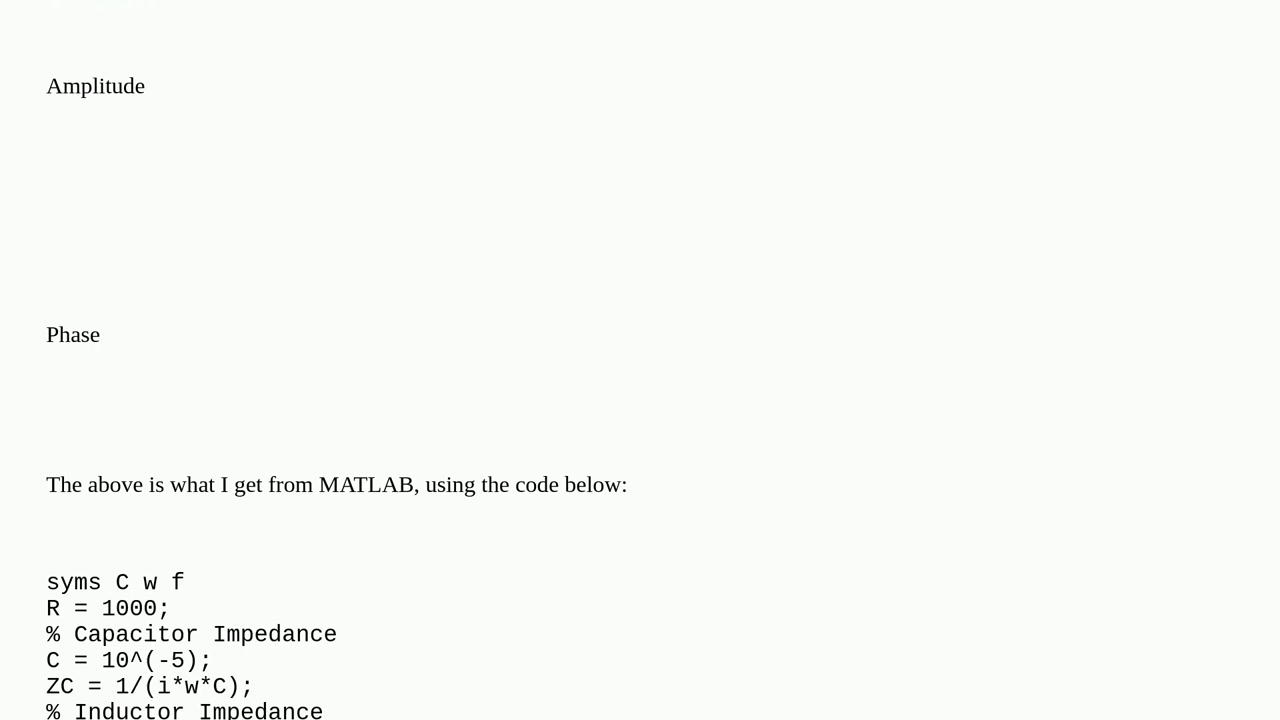 Amplitude
Phase
The above is what I get from MATLAB, using the code below:
syms C w f
R = 1000;
% Capacitor Impedance
C = 10^(-5);
ZC = 1/(i*w*C);
% Inductor Impedance